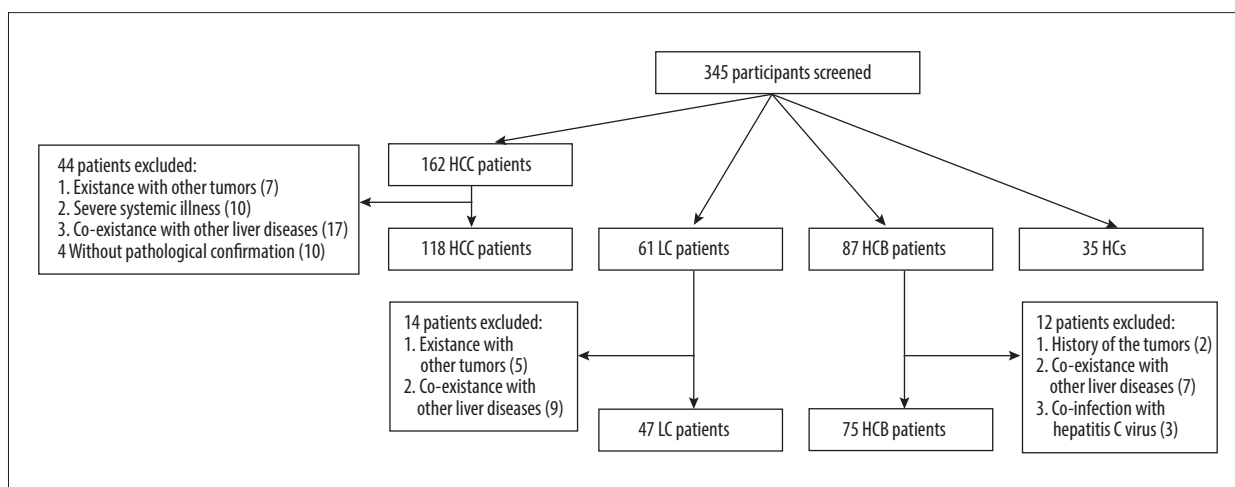 345 participants screened
162 HCC patients
44 patients excluded:
1. Existance with other tumors (7)
2. Severe systemic illness (10)
3. Co-existance with other liver diseases (17)
4 Without pathological confirmation (10)
118 HCC patients
61 LC patients
87 HCB patients
35 HCs
14 patients excluded:
1. Existance with
other tumors (5)
2. Co-existance with
other liver diseases (9)
12 patients excluded:
1. History of the tumors (2)
2. Co-existance with
other liver diseases (7)
3. Co-infection with
hepatitis C virus (3)
47 LC patients
75 HCB patients